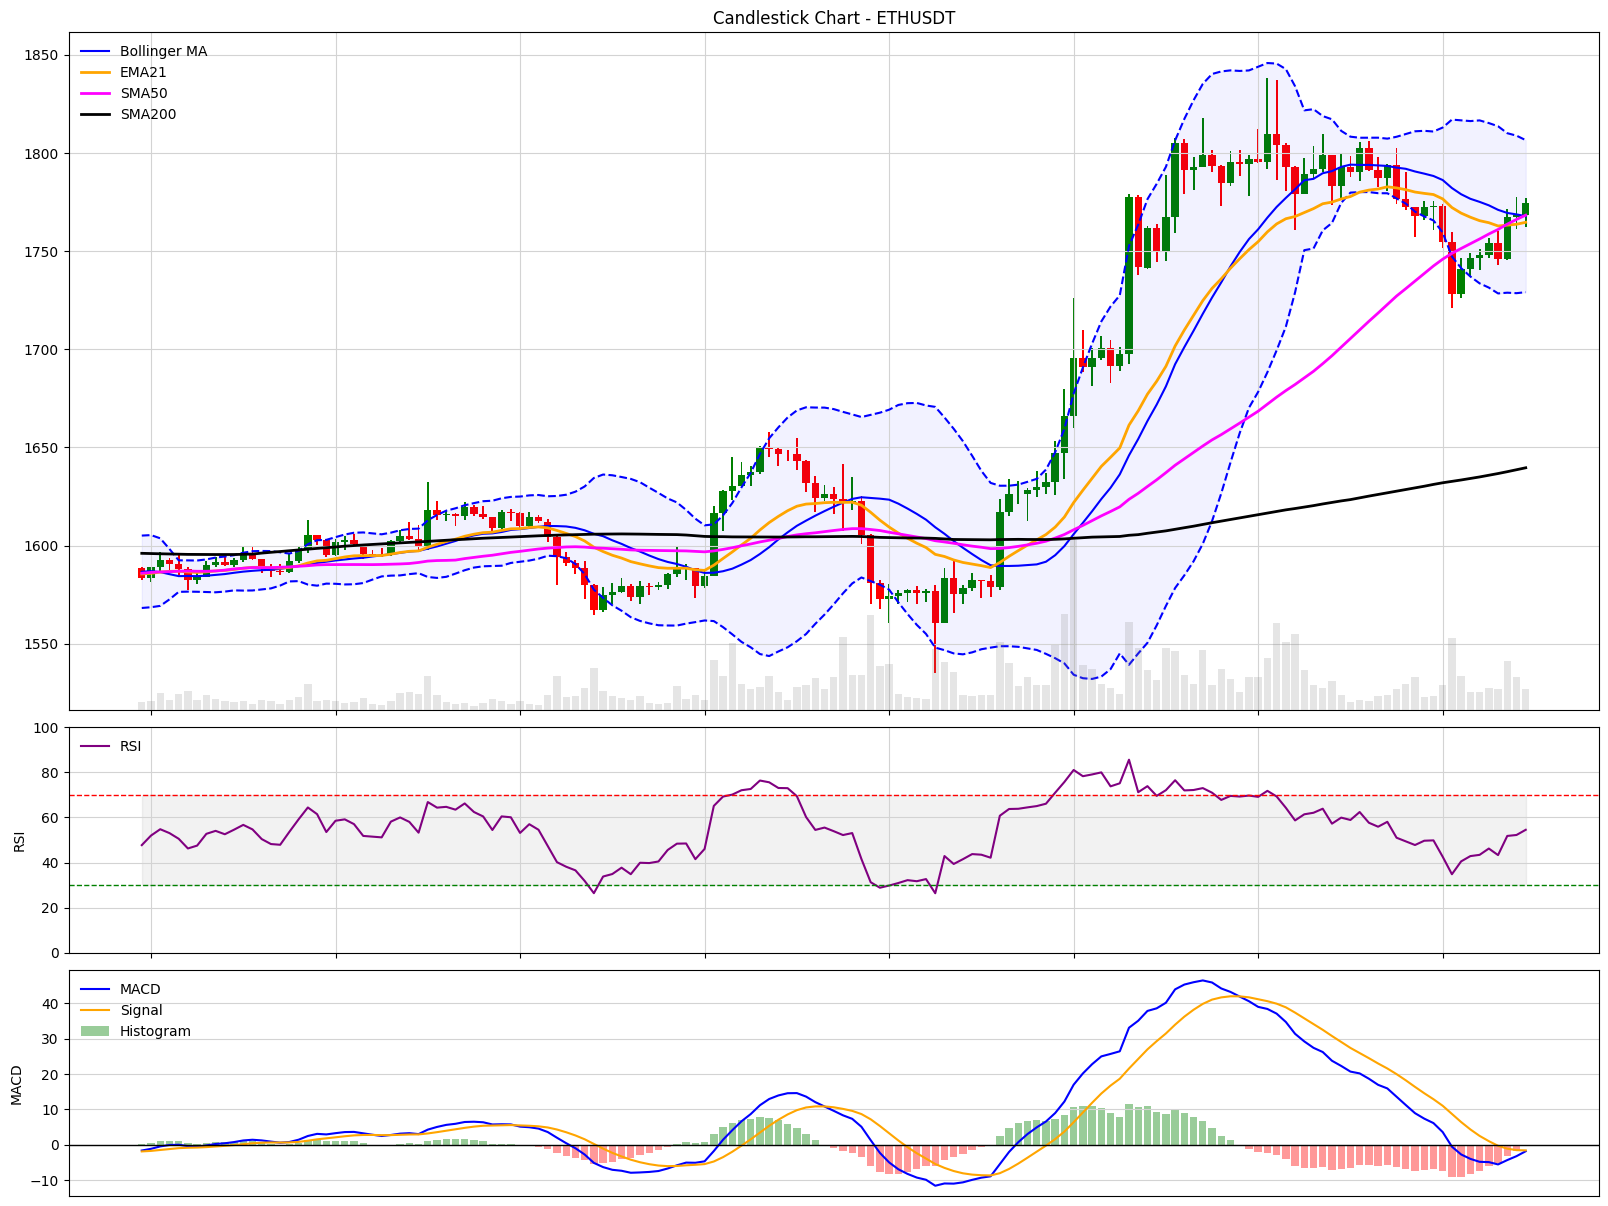 Candlestick Chart - ETHUSDT
Bollinger MA
EMA21
SMA50
SMA200
1850
1800
1750
1700
1650
1600
1550
RSI
100
80
60
40
20
0
RSI
MACD
Signal
Histogram
40
30
20
10
0
−10
MACD